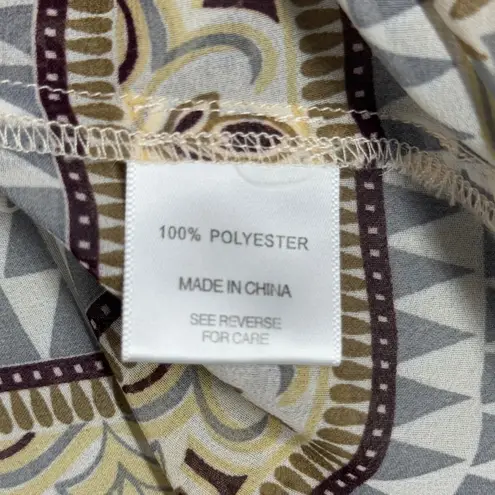 100% POLYESTER
MADE IN CHINA
SEE REVERSE
FOR CARE